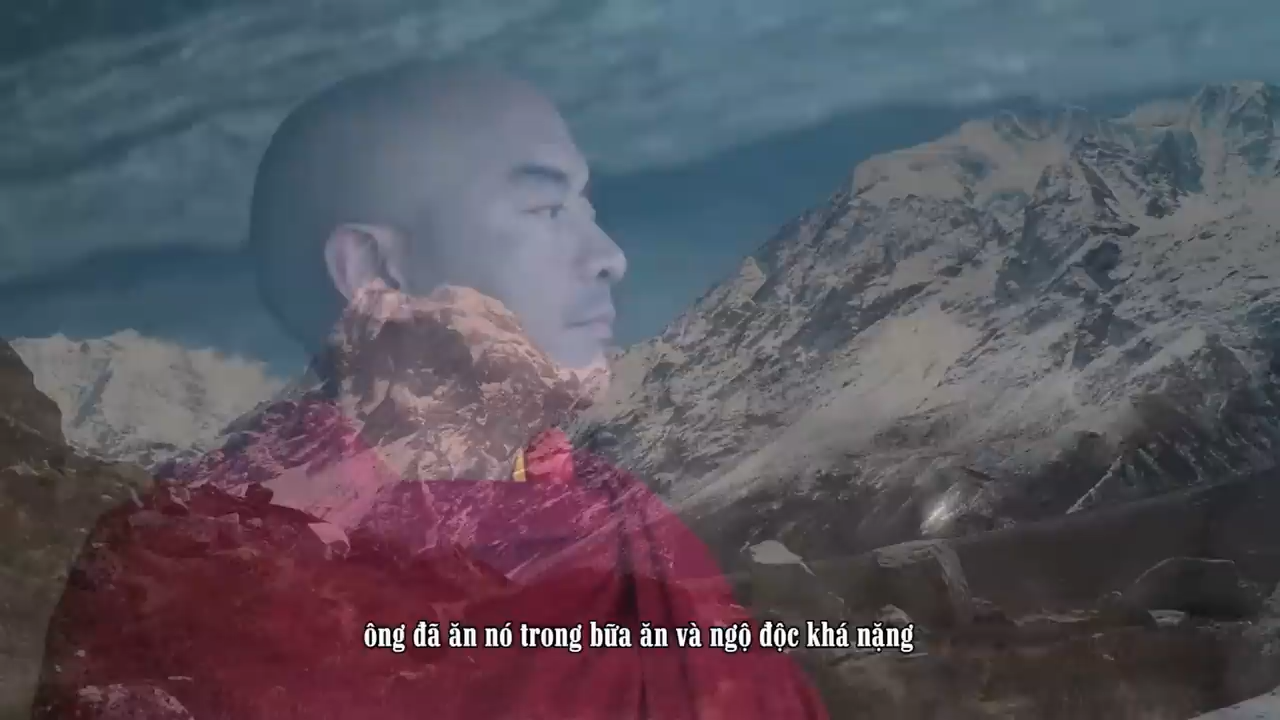 ông đã ăn nó trong bữa ăn và ngộ độc khá nặng